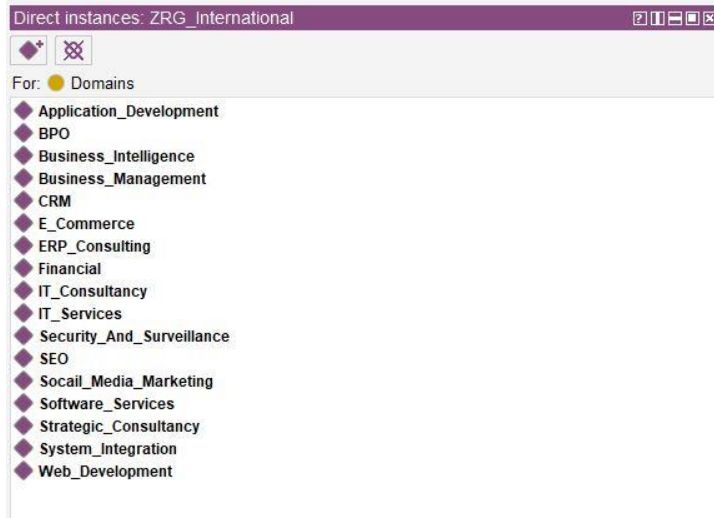 Direct instances: ZRG_International
For: Domains
Application_Development
BPO
Business_Intelligence
Business_Management
CRM
E_Commerce
ERP_Consulting
Financial
IT_Consultancy
IT_Services
Security_And_Surveillance
SEO
Socail_Media_Marketing
Software_Services
Strategic_Consultancy
System_Integration
Web_Development